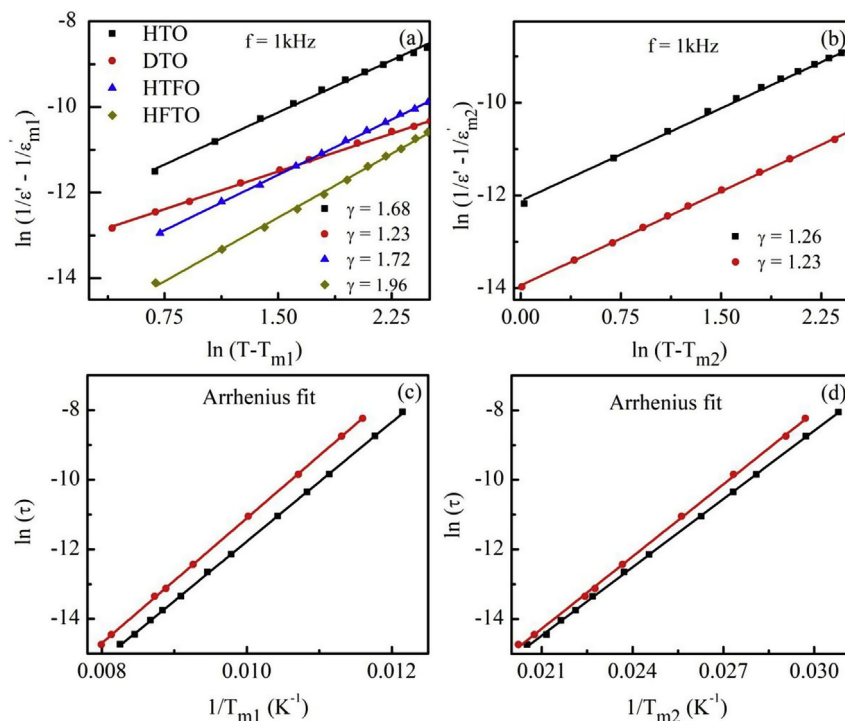 (a)
f = 1kHz
HTO
DTO
HTFO
HFTO
γ = 1.68
γ = 1.23
γ = 1.72
γ = 1.96
-8
-10
-12
-14
ln (1/ε' - 1/ε'm1)
0.75 1.50 2.25
ln (T-Tm1)
(b)
f = 1kHz
γ = 1.26
γ = 1.23
-9
-12
-14
ln (1/ε' - 1/ε'm2)
0.00 0.75 1.50 2.25
ln (T-Tm2)
(c)
Arrhenius fit
-8
-10
-12
-14
ln (τ)
0.008 0.010 0.012
1/Tm1 (K-1)
(d)
Arrhenius fit
-8
-10
-12
-14
ln (τ)
0.021 0.024 0.027 0.030
1/Tm2 (K-1)